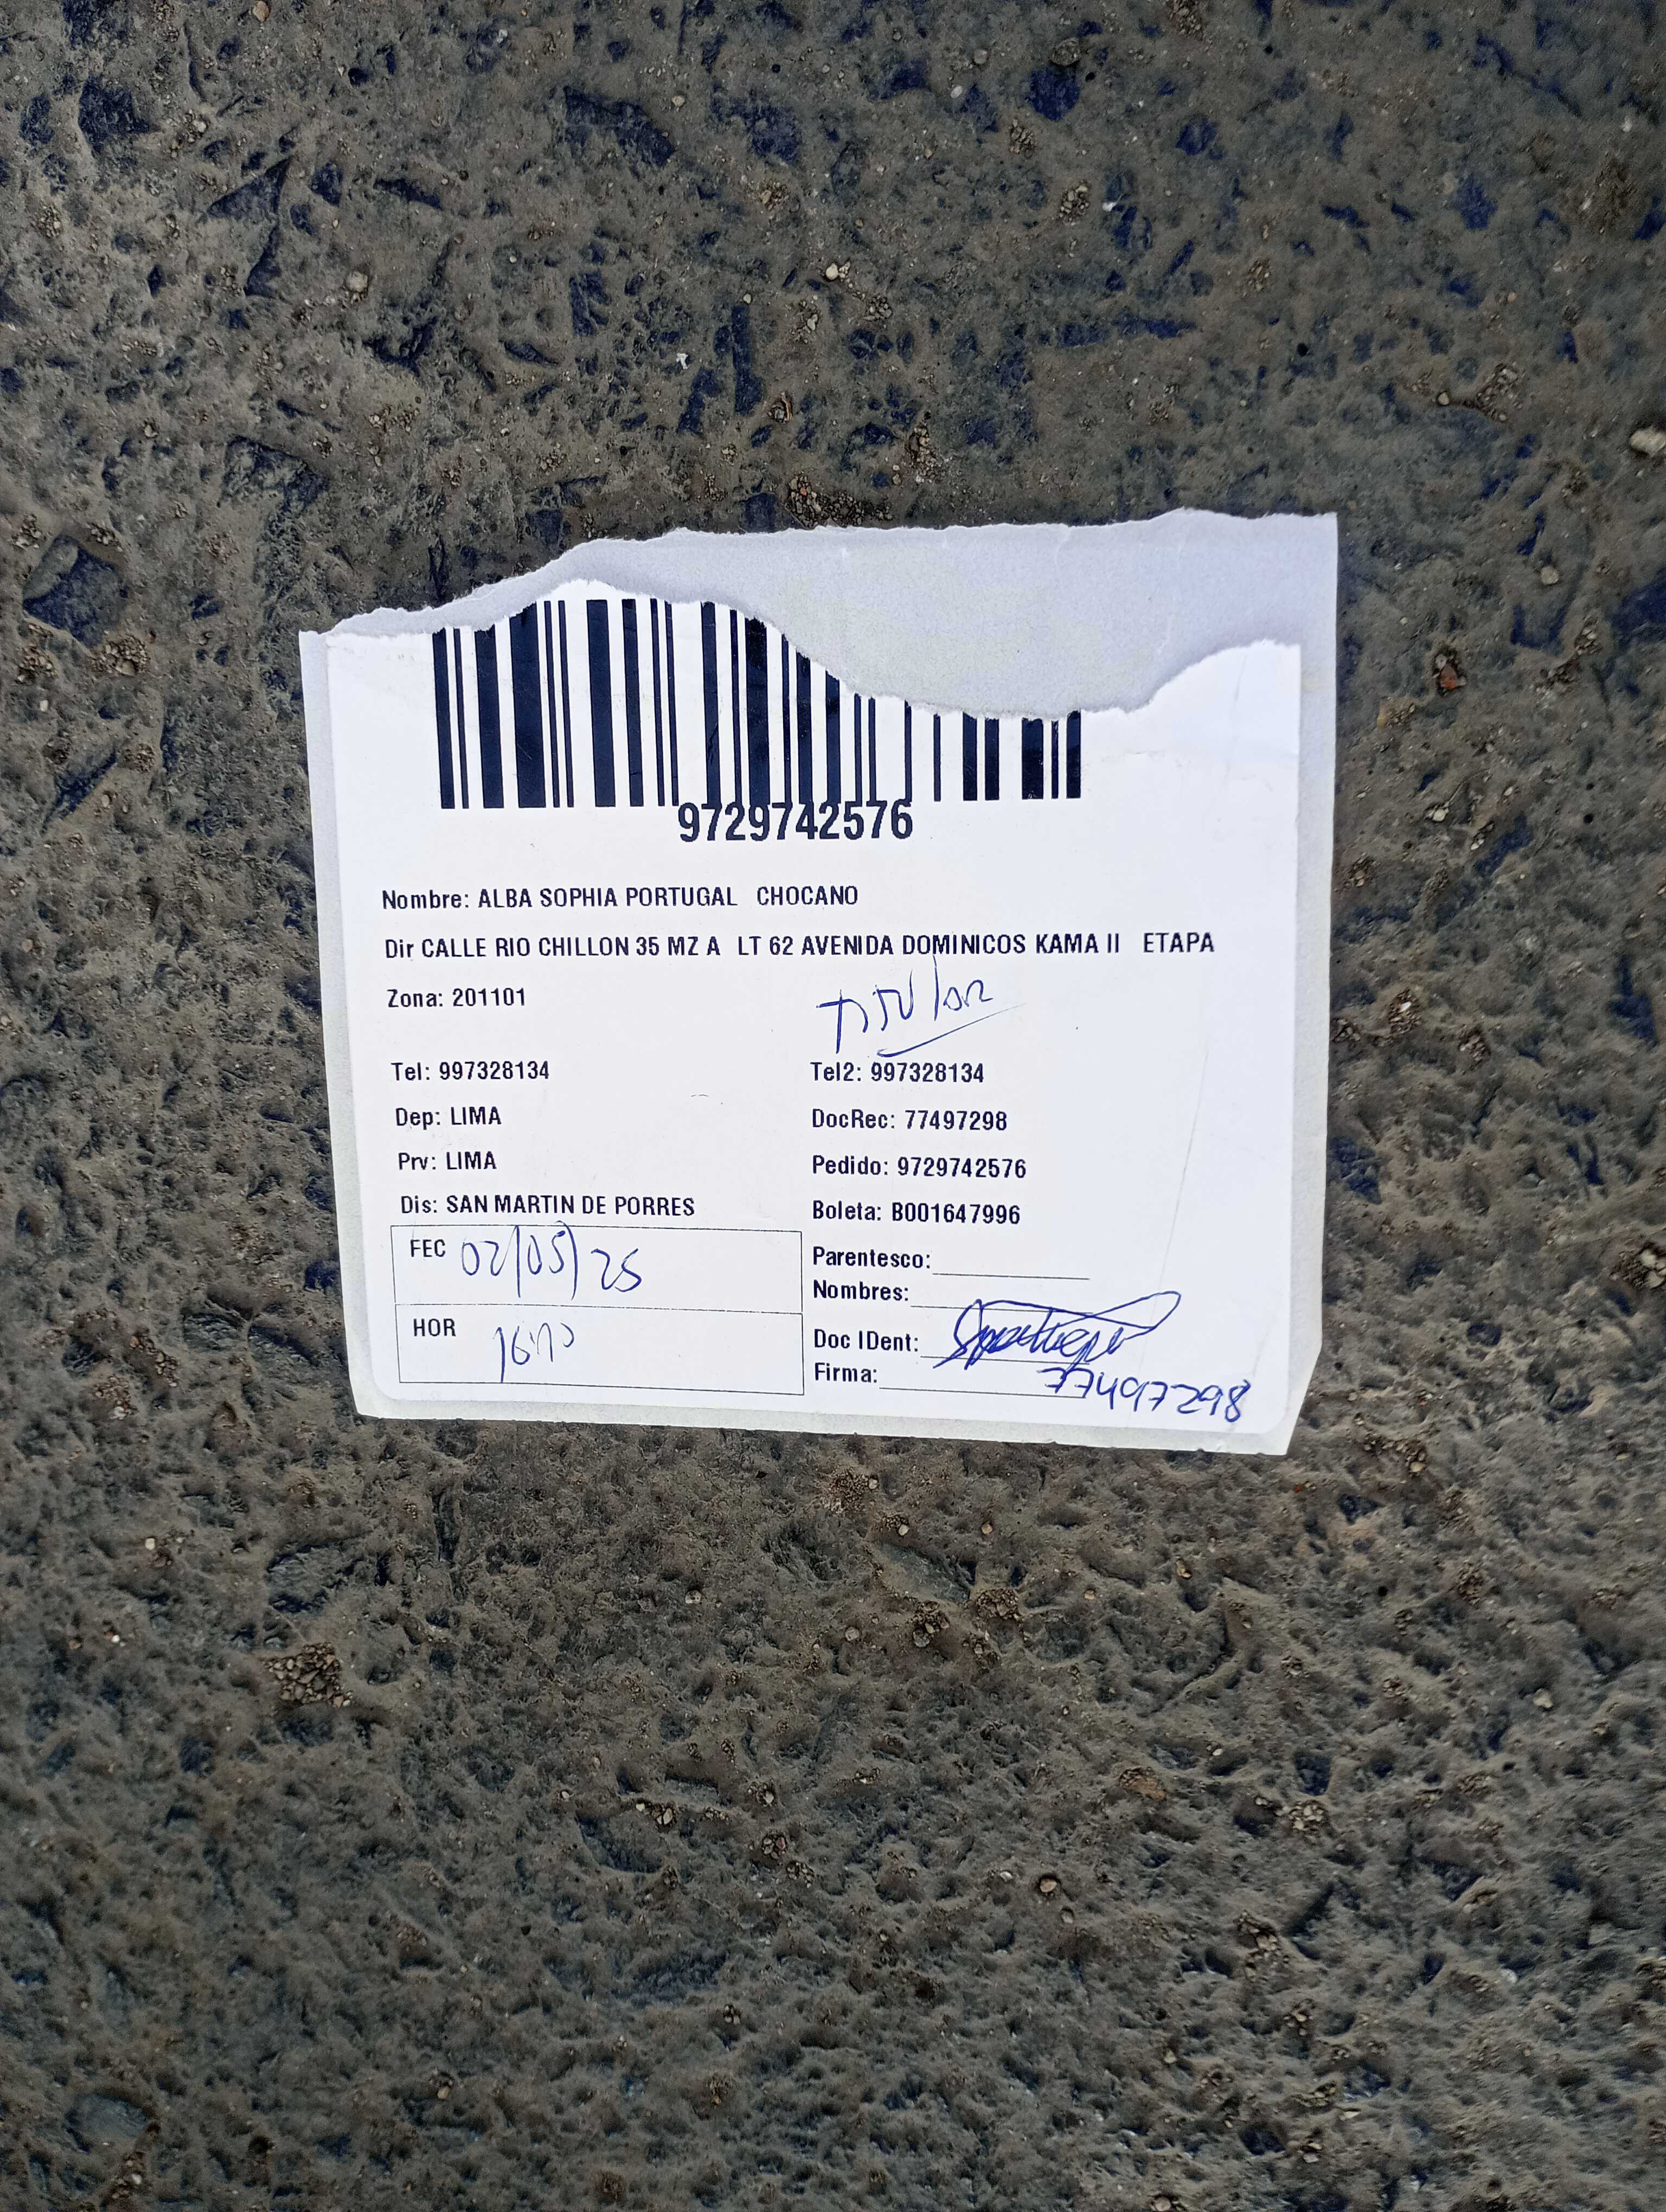 9729742576
Nombre: ALBA SOPHIA PORTUGAL CHOCANO
Dir CALLE RIO CHILLON 35 MZ A LT 62 AVENIDA DOMINICOS KAMA II ETAPA
Zona: 201101
TITULAR
Tel: 997328134 Tel2: 997328134
Dep: LIMA DocRec: 77497298
Prv: LIMA Pedido: 9729742576
Dis: SAN MARTIN DE PORRES Boleta: B001647996
FEC 02/05/25 Parentesco:
Nombres:
HOR 16:10 Doc IDent:
Firma: 77497298